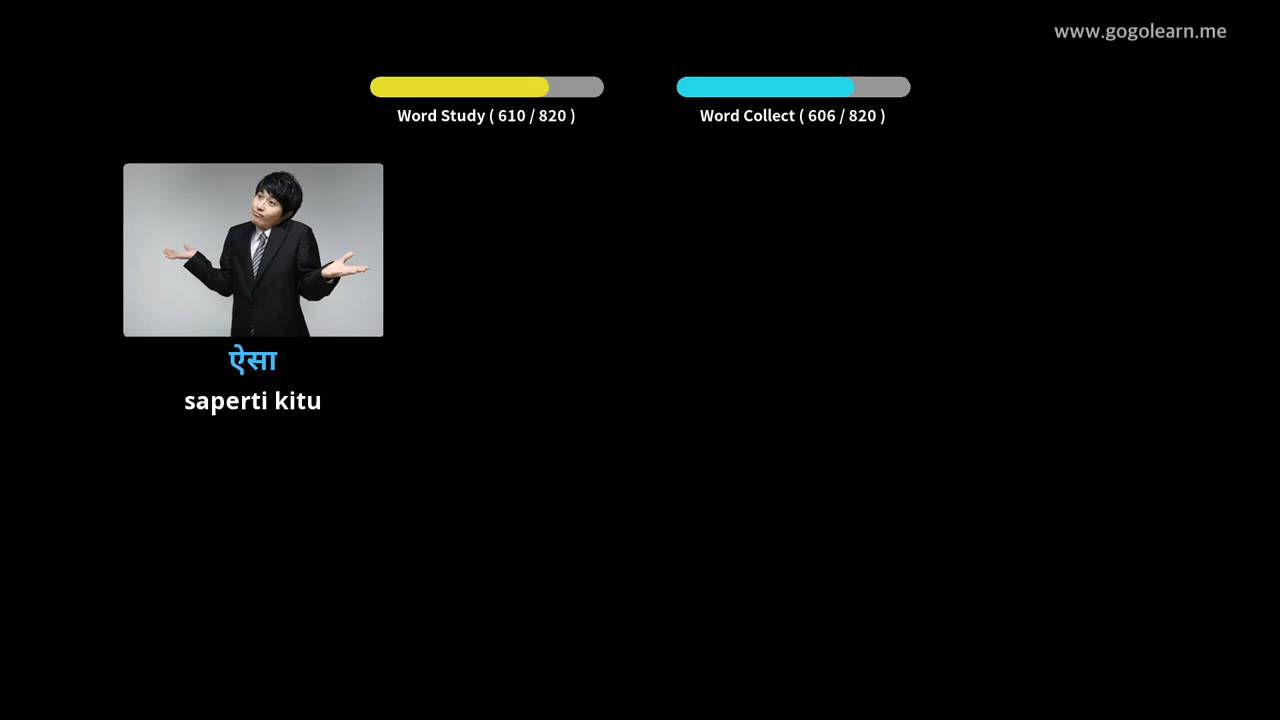 www.gogolearn.me
Word Study ( 610 / 820 )
Word Collect ( 606 / 820 )
ऐसा
saperti kitu